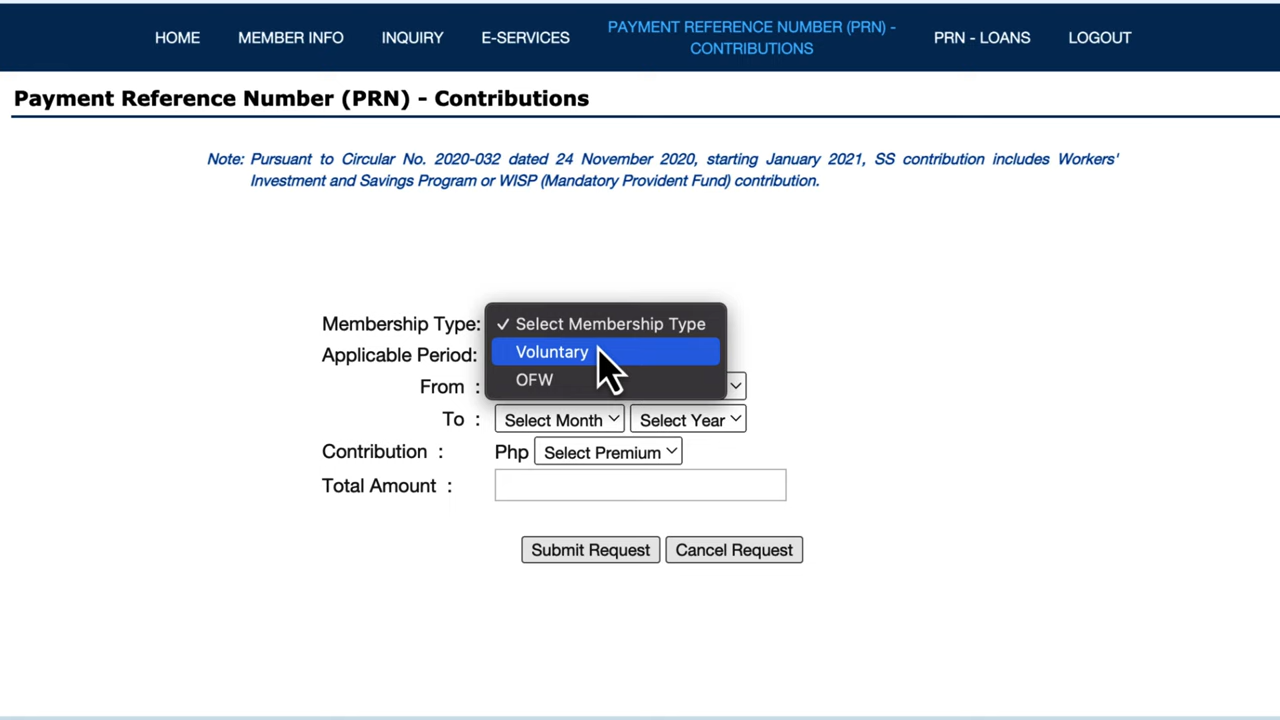 HOME MEMBER INFO INQUIRY E-SERVICES PAYMENT REFERENCE NUMBER (PRN) - CONTRIBUTIONS PRN - LOANS LOGOUT
Payment Reference Number (PRN) - Contributions
Note: Pursuant to Circular No. 2020-032 dated 24 November 2020, starting January 2021, SS contribution includes Workers'
Investment and Savings Program or WISP (Mandatory Provident Fund) contribution.
Membership Type: ✓ Select Membership Type
Voluntary
Applicable Period:
OFW
From :
To : Select Month Select Year
Contribution : Php Select Premium
Total Amount :
Submit Request Cancel Request